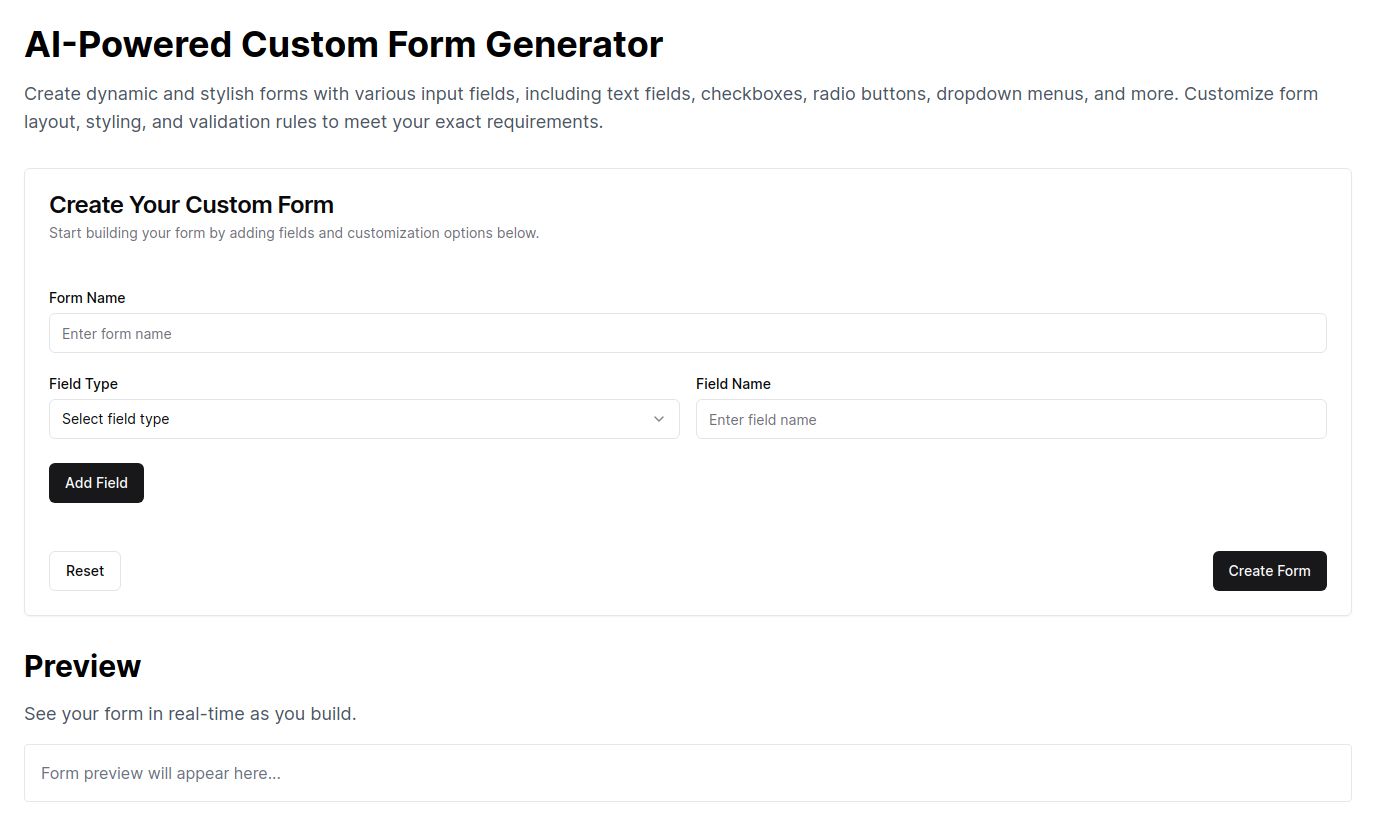 AI-Powered Custom Form Generator
Create dynamic and stylish forms with various input fields, including text fields, checkboxes, radio buttons, dropdown menus, and more. Customize form
layout, styling, and validation rules to meet your exact requirements.
Create Your Custom Form
Start building your form by adding fields and customization options below.
Form Name
Enter form name
Field Type
Field Name
Select field type
Enter field name
Add Field
Reset
Create Form
Preview
See your form in real-time as you build.
Form preview will appear here...